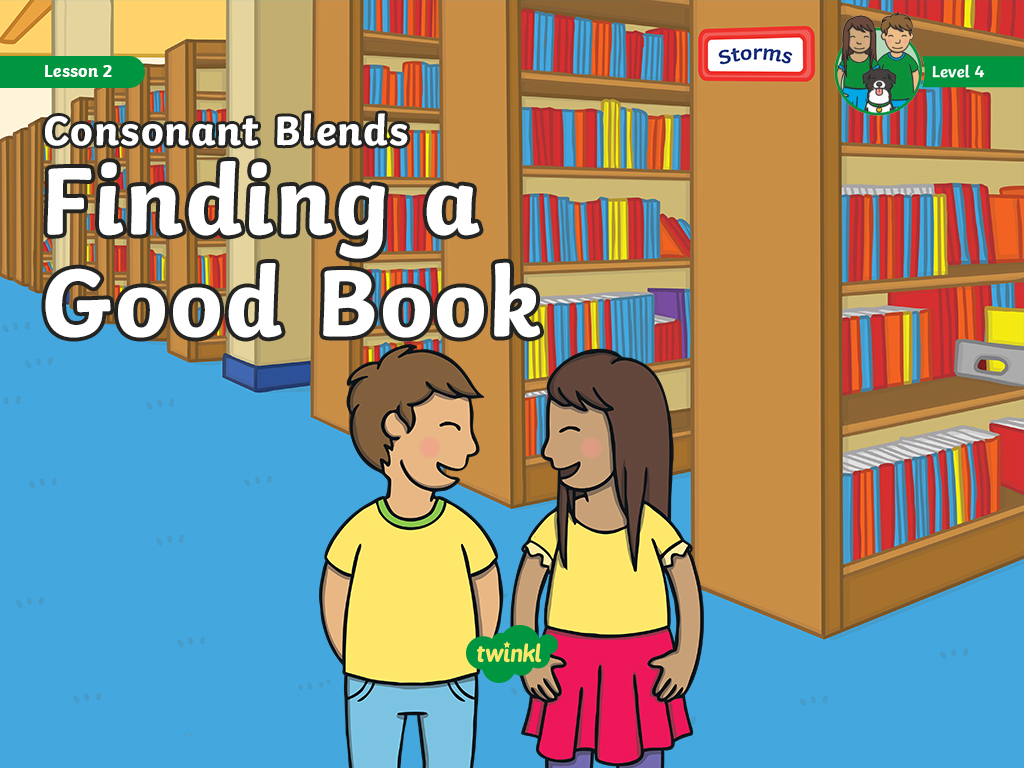 Storms
Lesson 2
Level 4
Consonant Blends
Finding a
Good Book
twinkl